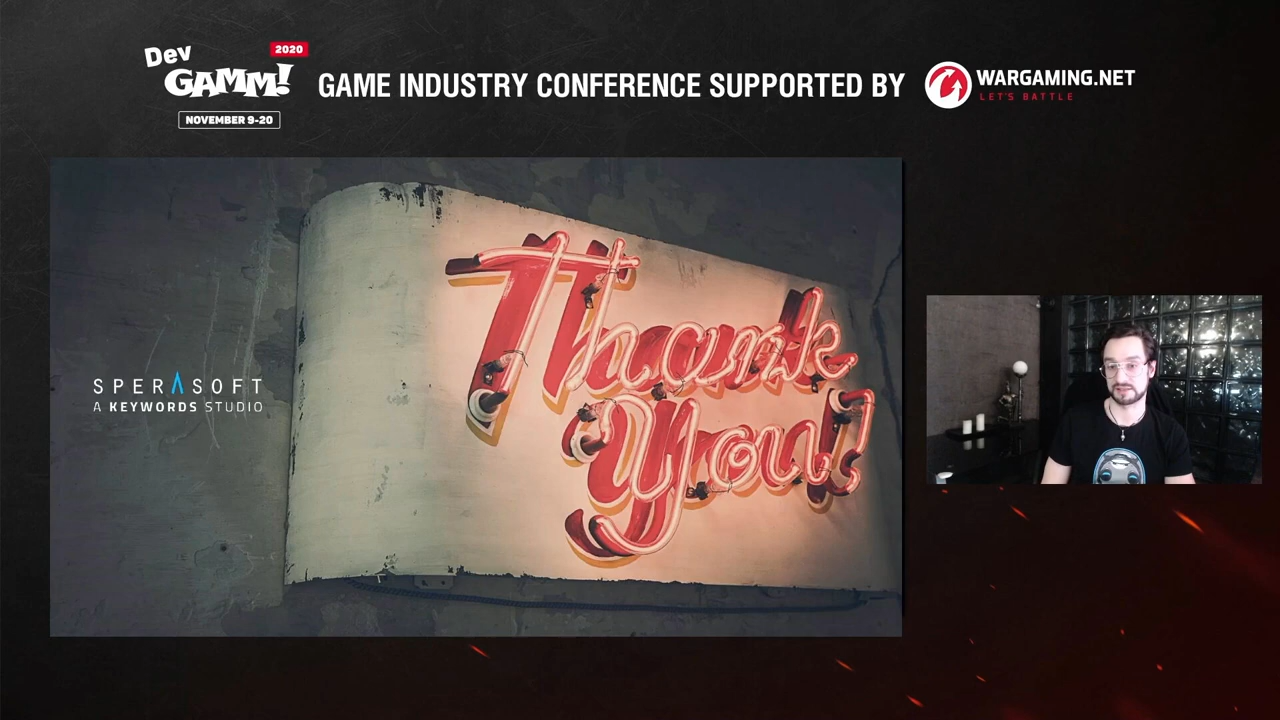 Dev
GAMM!
2020
NOVEMBER 9-20
GAME INDUSTRY CONFERENCE SUPPORTED BY
WARGAMING.NET
LET'S BATTLE
Thank
you!
SPERASOFT
A KEYWORDS STUDIO